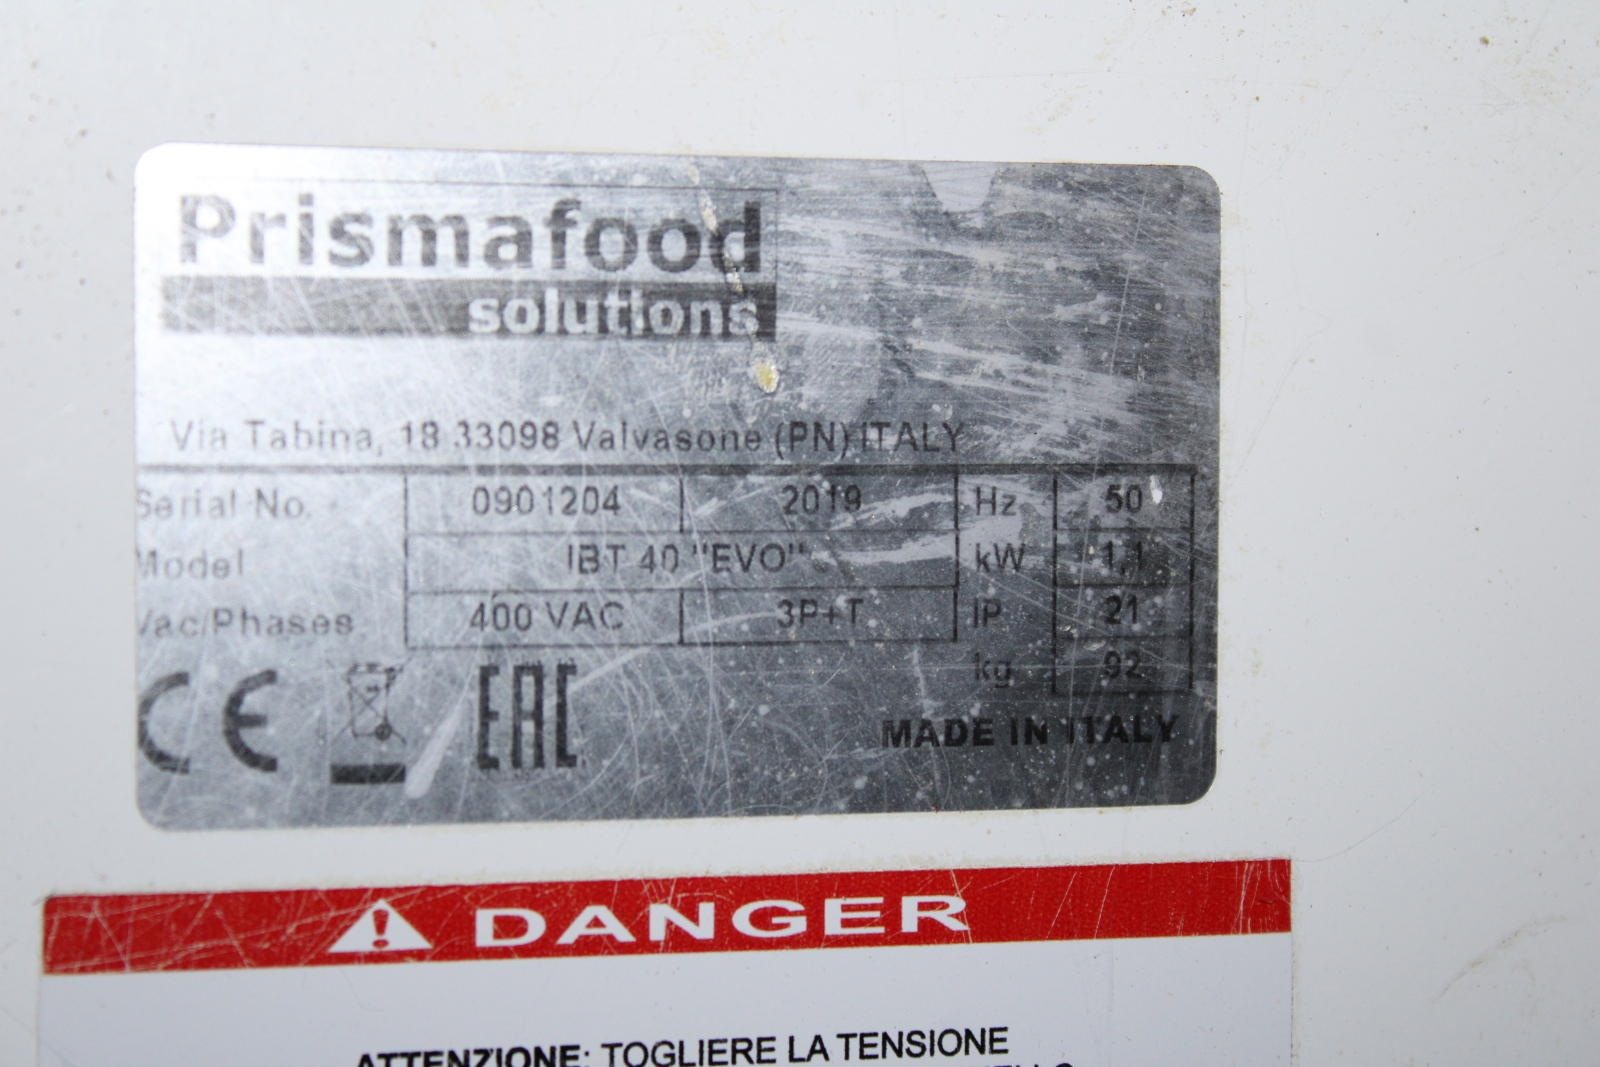 Prismafood
solutions
Via Tabina, 18 33098 Valvasone (PN) ITALY
Serial No. 0901204 2019 Hz 50
Model IBT 40 "EVO" kW 1,1
Vac/Phases 400 VAC 3P+T IP 21
kg 92
CE EAC
MADE IN ITALY
DANGER
ATTENZIONE: TOGLIERE LA TENSIONE